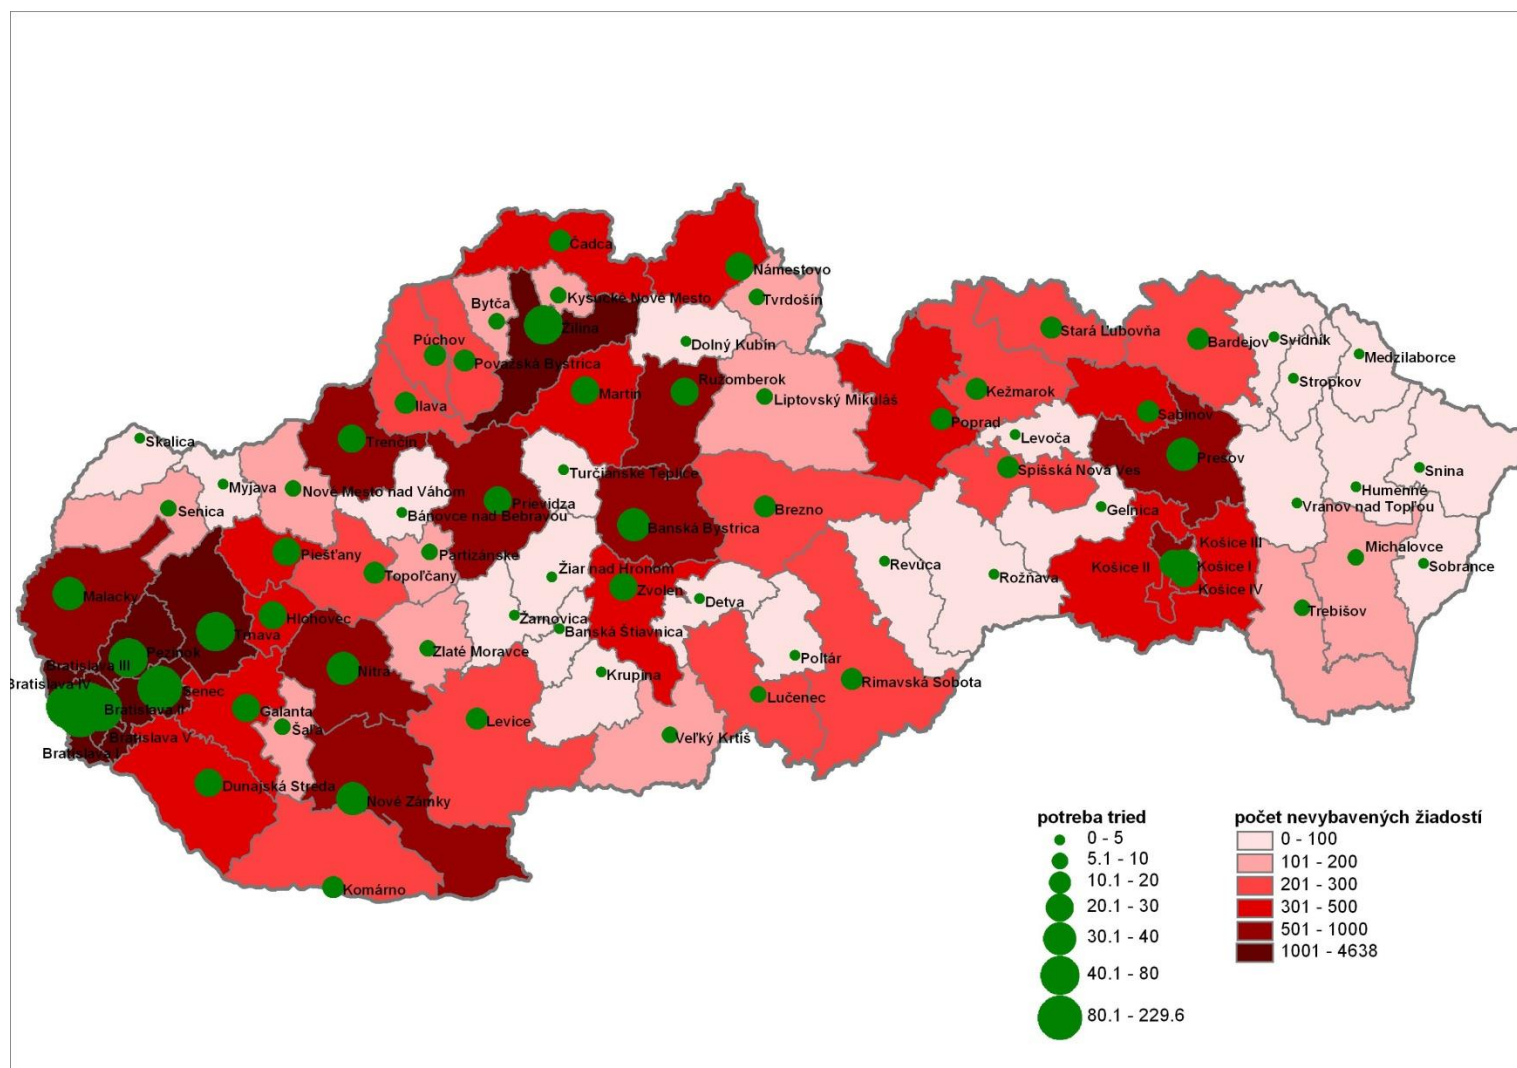 Čadca
Námestovo
Kysucké Nové Mesto
Tvrdošín
Bytča
Žilina
Stará Ľubovňa
Svidník
Bardejov
Dolný Kubín
Medzilaborce
Púchov
Považská Bystrica
Ružomberok
Stropkov
Martin
Kežmarok
Liptovský Mikuláš
Ilava
Sabinov
Poprad
Levoča
Skalica
Trenčín
Prešov
Turčianske Teplice
Spišská Nová Ves
Snina
Myjava
Nové Mesto nad Váhom
Humenné
Prievidza
Vranov nad Topľou
Senica
Bánovce nad Bebravou
Brezno
Gelnica
Banská Bystrica
Košice III
Partizánske
Piešťany
Michalovce
Revúca
Košice II
Košice I
Sobrance
Žiar nad Hronom
Topoľčany
Rožňava
Zvolen
Košice IV
Malacky
Detva
Trebišov
Hlohovec
Žarnovica
Banská Štiavnica
Trnava
Pezinok
Zlaté Moravce
Poltár
Bratislava III
Nitra
Krupina
Rimavská Sobota
Bratislava IV
Senec
Lučenec
Bratislava II
Galanta
Levice
Šaľa
Bratislava V
Veľký Krtíš
Bratislava I
Dunajská Streda
Nové Zámky
Komárno
potreba tried
0 - 5
5.1 - 10
10.1 - 20
20.1 - 30
30.1 - 40
40.1 - 80
80.1 - 229.6
počet nevybavených žiadostí
0 - 100
101 - 200
201 - 300
301 - 500
501 - 1000
1001 - 4638